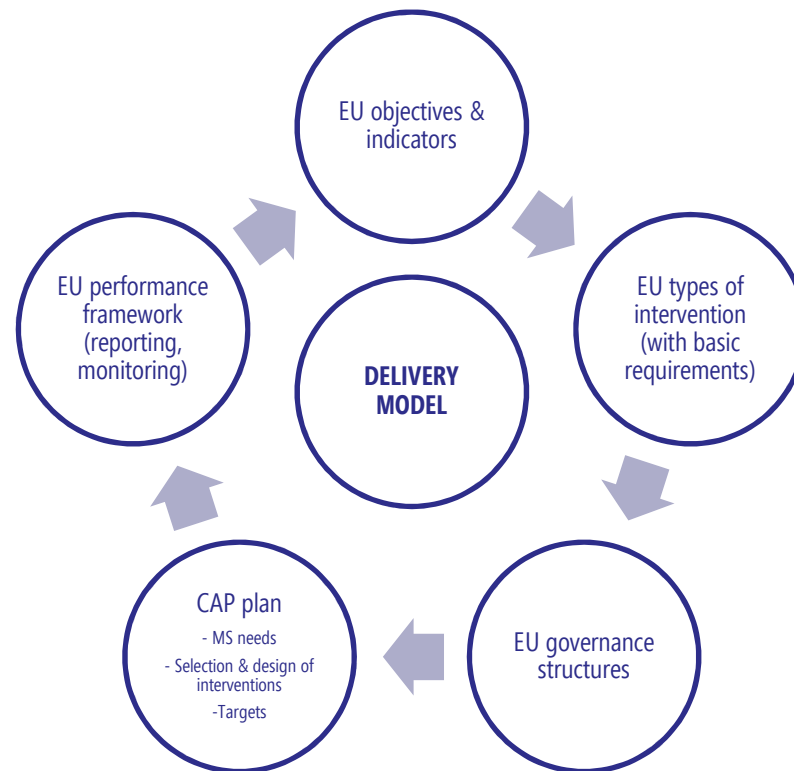 EU objectives &
indicators
EU types of
intervention
(with basic
requirements)
EU governance
structures
CAP plan
- MS needs
- Selection & design of
interventions
-Targets
EU performance
framework
(reporting,
monitoring)
DELIVERY
MODEL